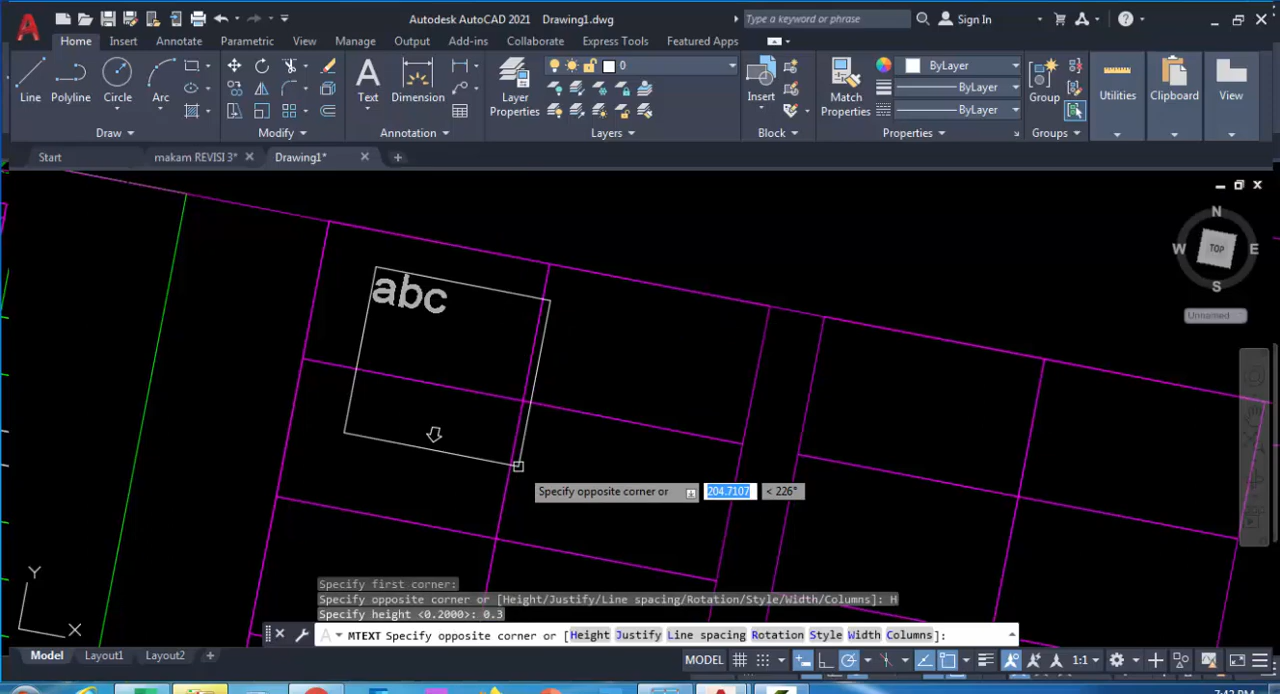 Autodesk AutoCAD 2021 Drawing1.dwg
Type a keyword or phrase
Sign In
Home Insert Annotate Parametric View Manage Output Add-ins Collaborate Express Tools Featured Apps
0
ByLayer
ByLayer
ByLayer
Line Polyline Circle Arc
Text Dimension
Layer Properties
Insert
Match Properties
Group
Utilities Clipboard View
Draw Modify Annotation Layers Block Properties Groups
Start makam REVISI 3* Drawing1*
N
W TOP E
S
Unnamed
abc
Specify opposite corner or 204.7107 < 226°
Y
X
Specify first corner:
Specify opposite corner or [Height/Justify/Line spacing/Rotation/Style/Width/Columns]: H
Specify height <0.2000>: 0.3
MTEXT Specify opposite corner or [Height Justify Line spacing Rotation Style Width Columns]:
Model Layout1 Layout2
MODEL 1:1